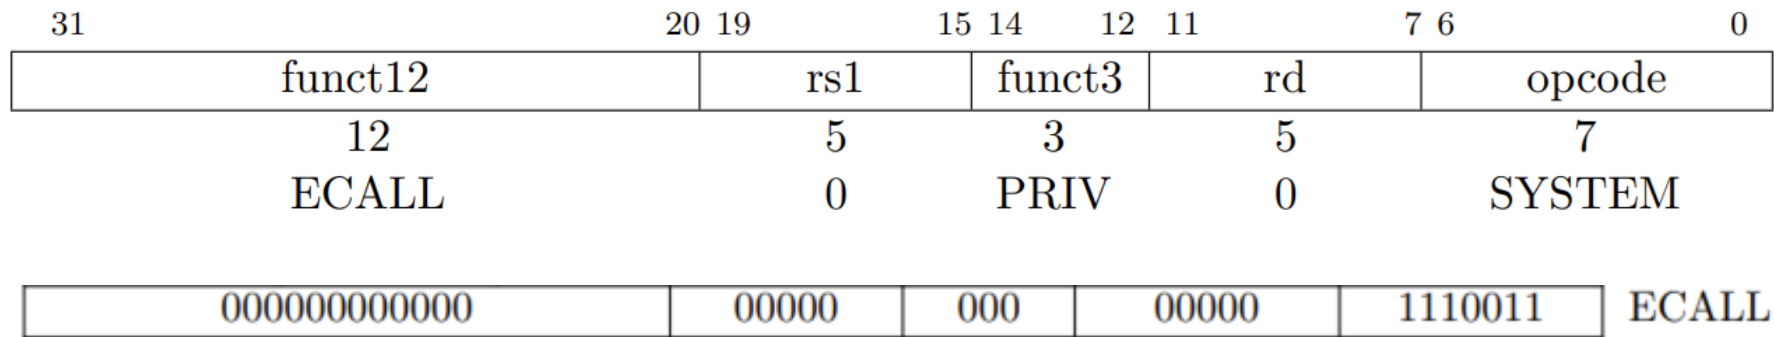 31 20 19 15 14 12 11 7 6 0
funct12 rs1 funct3 rd opcode
12 5 3 5 7
ECALL 0 PRIV 0 SYSTEM
000000000000 00000 000 00000 1110011 ECALL